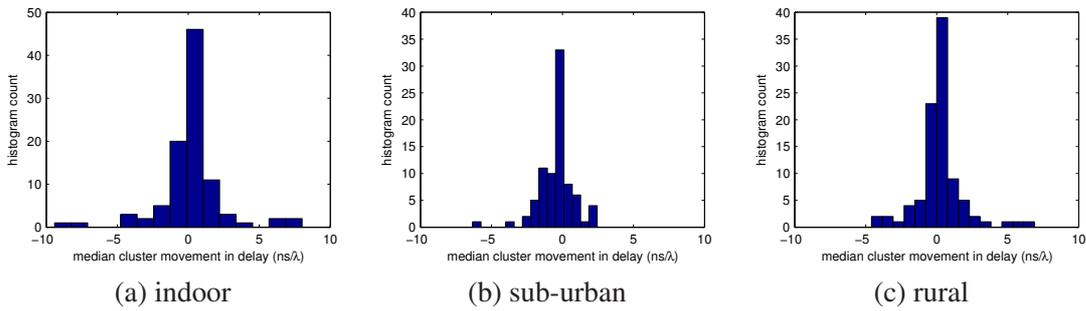 50
40
30
20
10
0
−10 −5 0 5 10
histogram count
median cluster movement in delay (ns/λ)
(a) indoor
40
35
30
25
20
15
10
5
0
−10 −5 0 5 10
histogram count
median cluster movement in delay (ns/λ)
(b) sub-urban
40
35
30
25
20
15
10
5
0
−10 −5 0 5 10
histogram count
median cluster movement in delay (ns/λ)
(c) rural